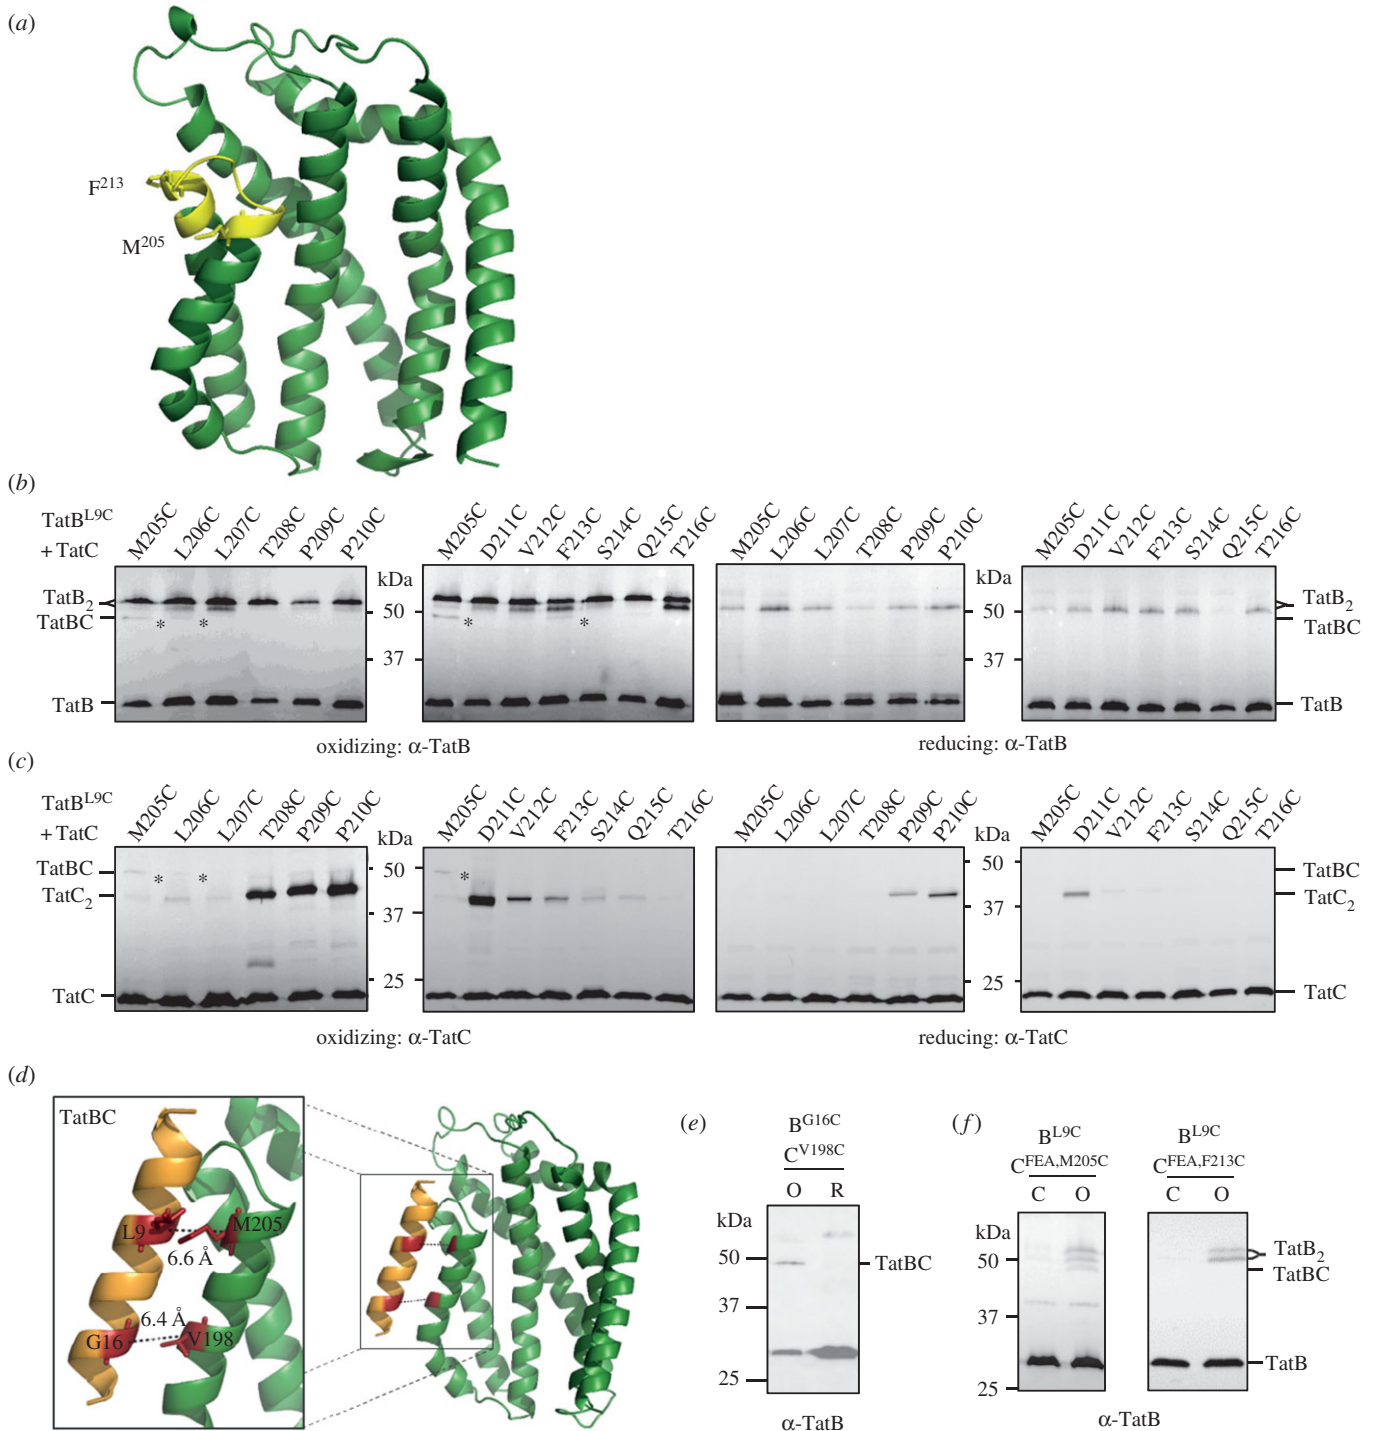 (a)
F213
M205
(b)
TatBL9C
+ TatC
M205C L206C L207C T208C P209C P210C
M205C D211C V212C F213C S214C Q215C T216C
M205C L206C L207C T208C P209C P210C
M205C D211C V212C F213C S214C Q215C T216C
TatB2
TatBC
* *
TatB
kDa
50
37
* *
kDa
50
37
TatB2
TatBC
TatB
oxidizing: α-TatB
reducing: α-TatB
(c)
TatBL9C
+ TatC
M205C L206C L207C T208C P209C P210C
M205C D211C V212C F213C S214C Q215C T216C
M205C L206C L207C T208C P209C P210C
M205C D211C V212C F213C S214C Q215C T216C
TatBC
TatC2
* *
TatC
kDa
50
37
25
*
kDa
50
37
25
TatBC
TatC2
TatC
oxidizing: α-TatC
reducing: α-TatC
(d)
TatBC
L9 M205
6.6 Å
6.4 Å
G16 V198
(e)
BG16C
CV198C
O R
kDa
50
37
25
TatBC
α-TatB
(f)
BL9C
CFEA,M205C
C O
BL9C
CFEA,F213C
C O
kDa
50
37
25
TatB2
TatBC
TatB
α-TatB